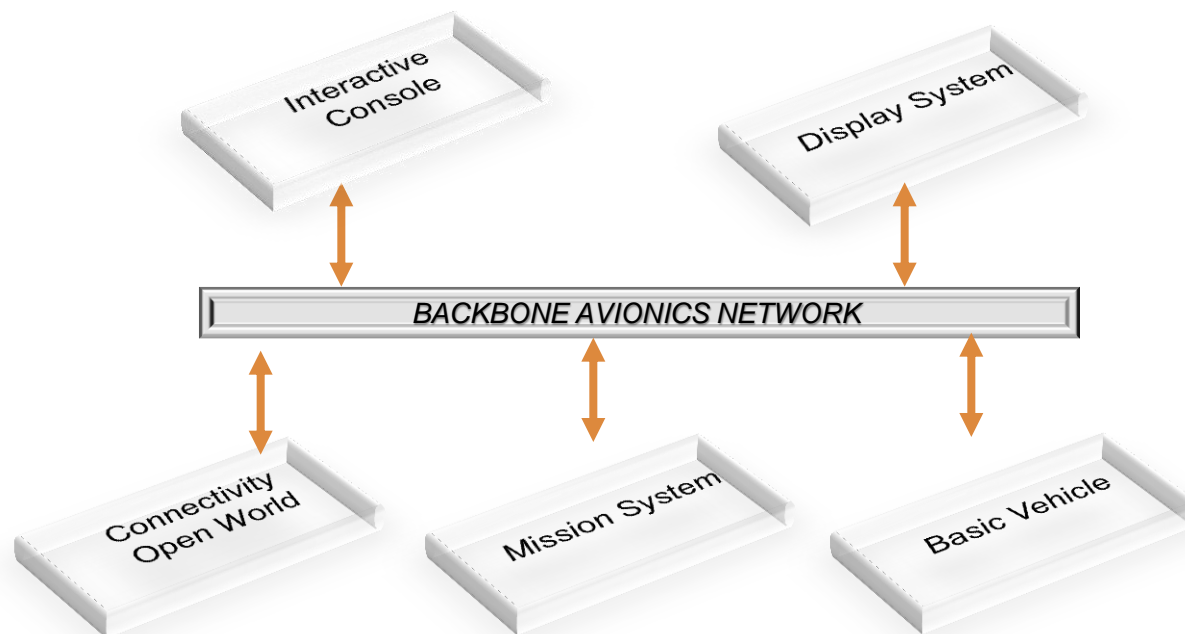 Interactive
Console
Display System
BACKBONE AVIONICS NETWORK
Connectivity
Open World
Mission System
Basic Vehicle